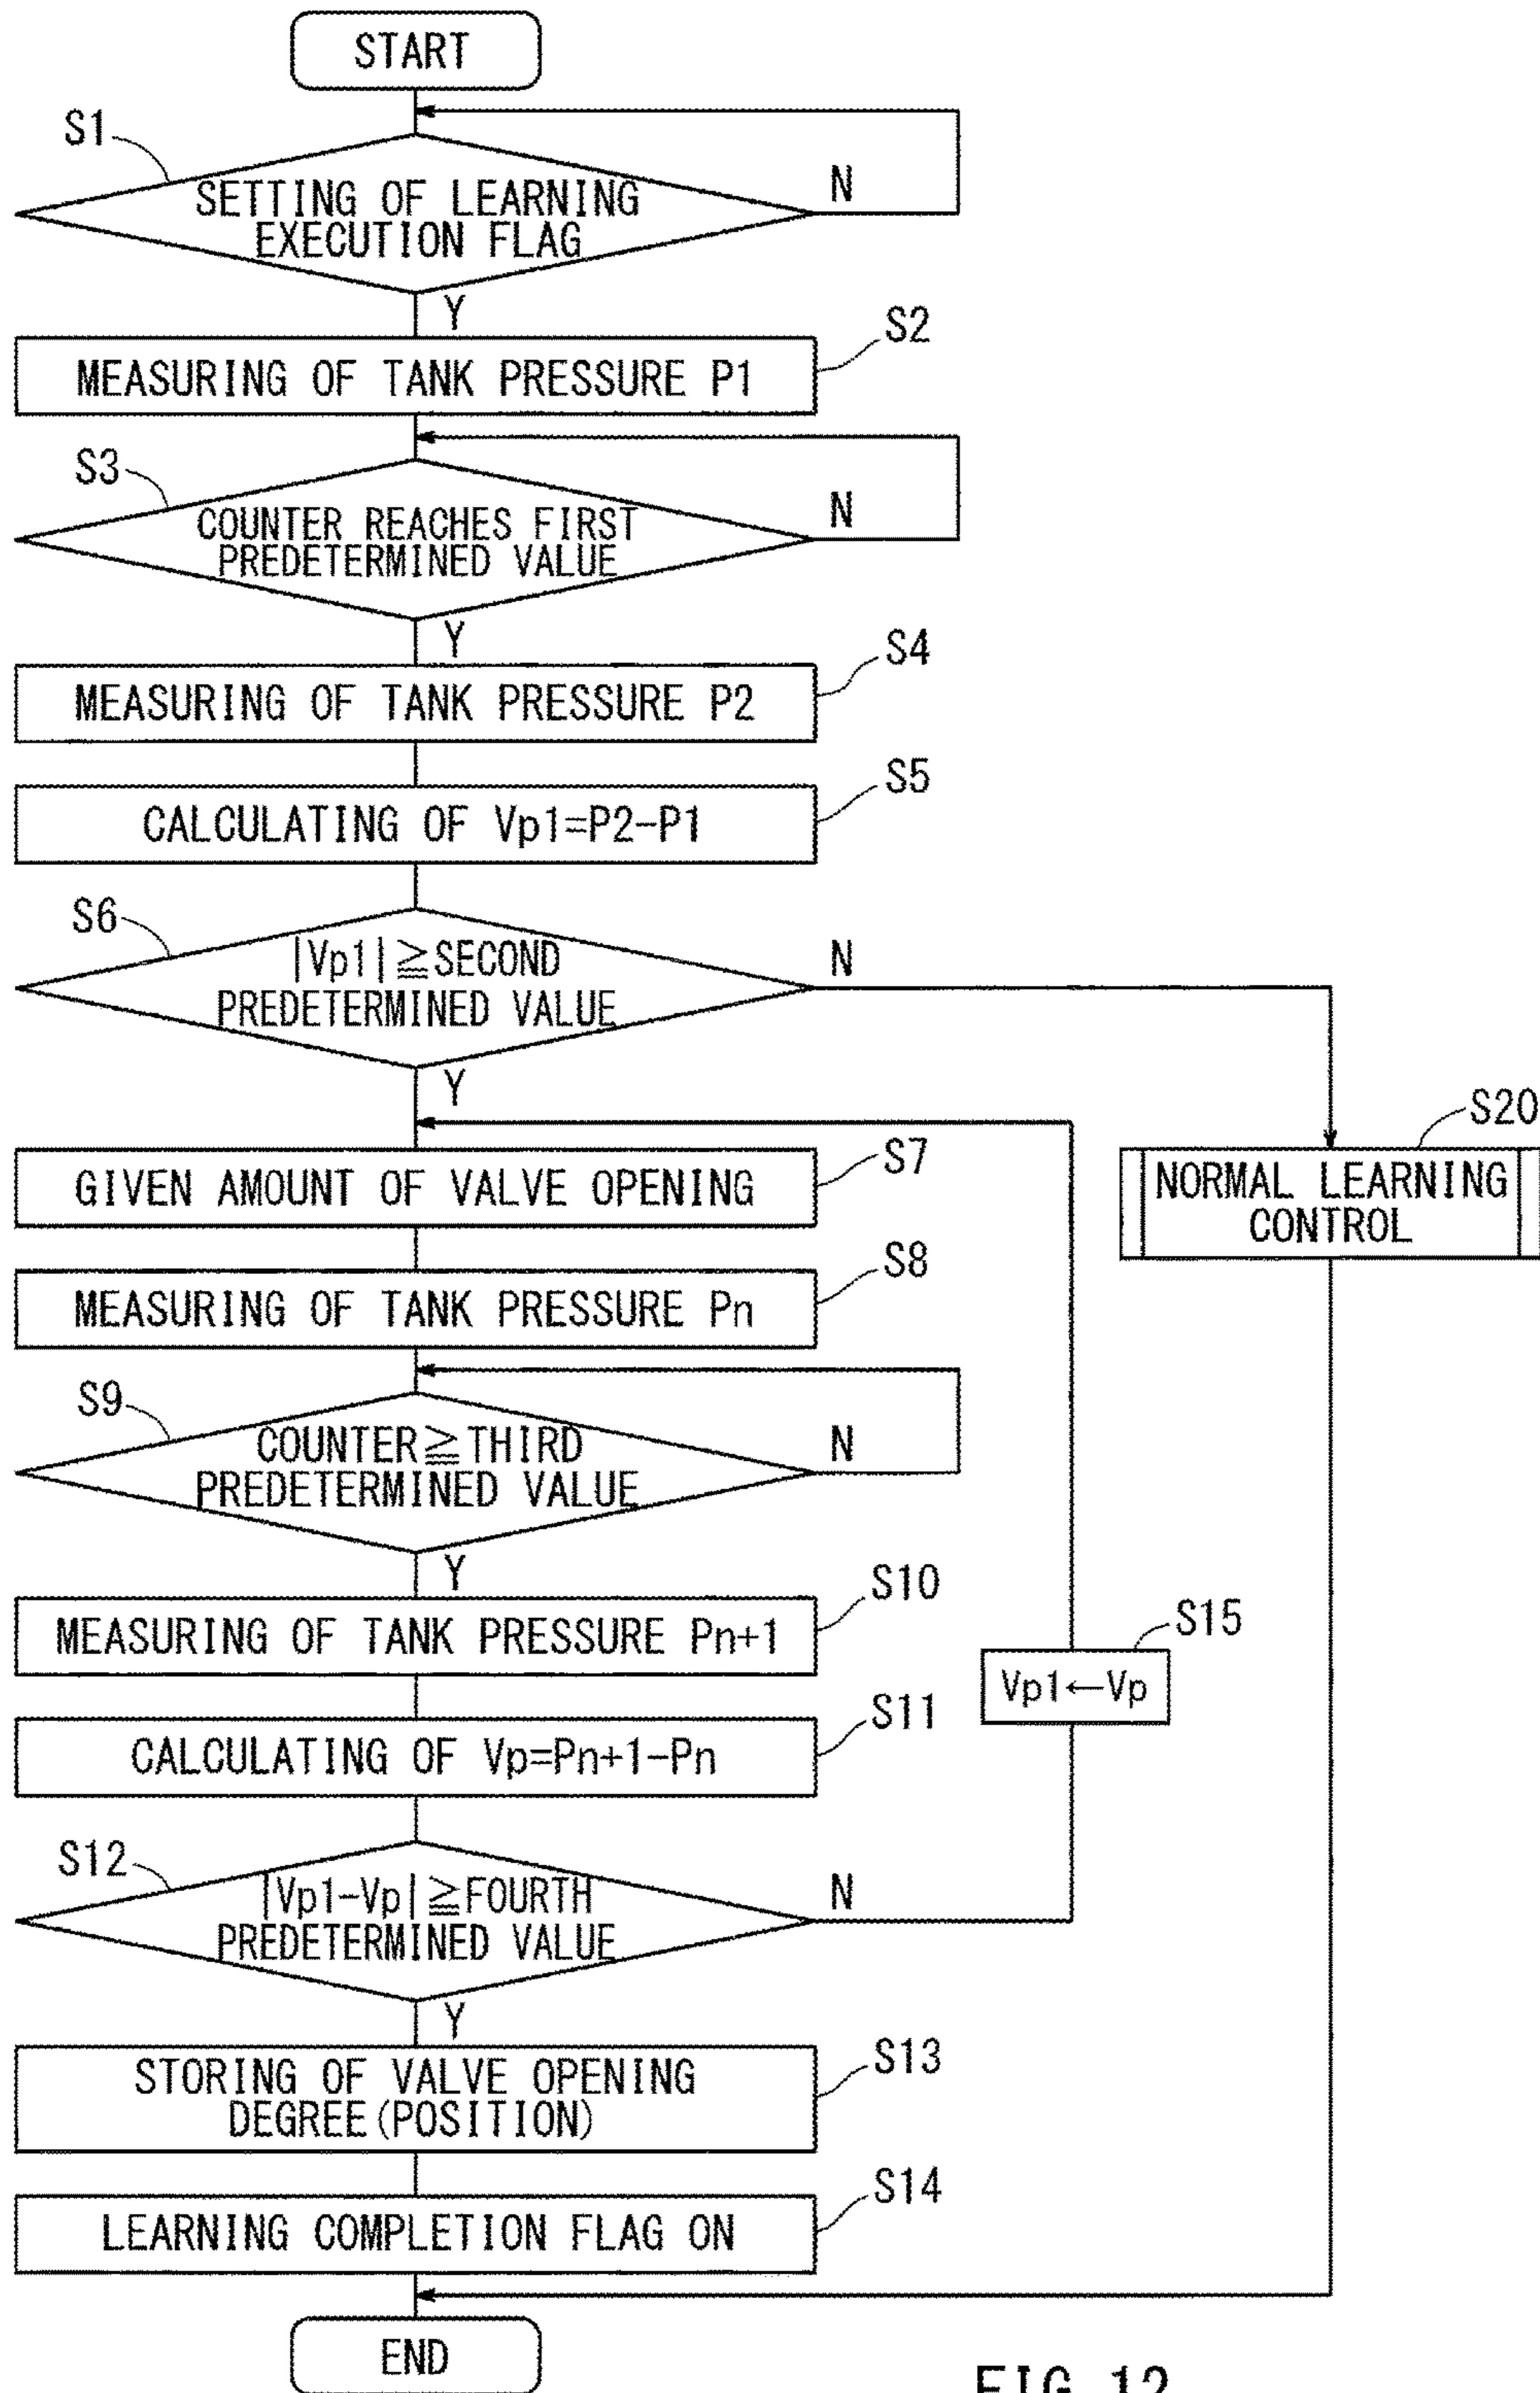 START
S1
SETTING OF LEARNING
EXECUTION FLAG
N
Y
S2
MEASURING OF TANK PRESSURE P1
S3
COUNTER REACHES FIRST
PREDETERMINED VALUE
N
Y
S4
MEASURING OF TANK PRESSURE P2
S5
CALCULATING OF Vp1=P2-P1
S6
|Vp1|≧SECOND
PREDETERMINED VALUE
N
Y
S20
NORMAL LEARNING
CONTROL
S7
GIVEN AMOUNT OF VALVE OPENING
S8
MEASURING OF TANK PRESSURE Pn
S9
COUNTER≧THIRD
PREDETERMINED VALUE
N
Y
S10
MEASURING OF TANK PRESSURE Pn+1
S15
Vp1←Vp
S11
CALCULATING OF Vp=Pn+1-Pn
S12
|Vp1-Vp|≧FOURTH
PREDETERMINED VALUE
N
Y
S13
STORING OF VALVE OPENING
DEGREE(POSITION)
S14
LEARNING COMPLETION FLAG ON
END
FIG.12